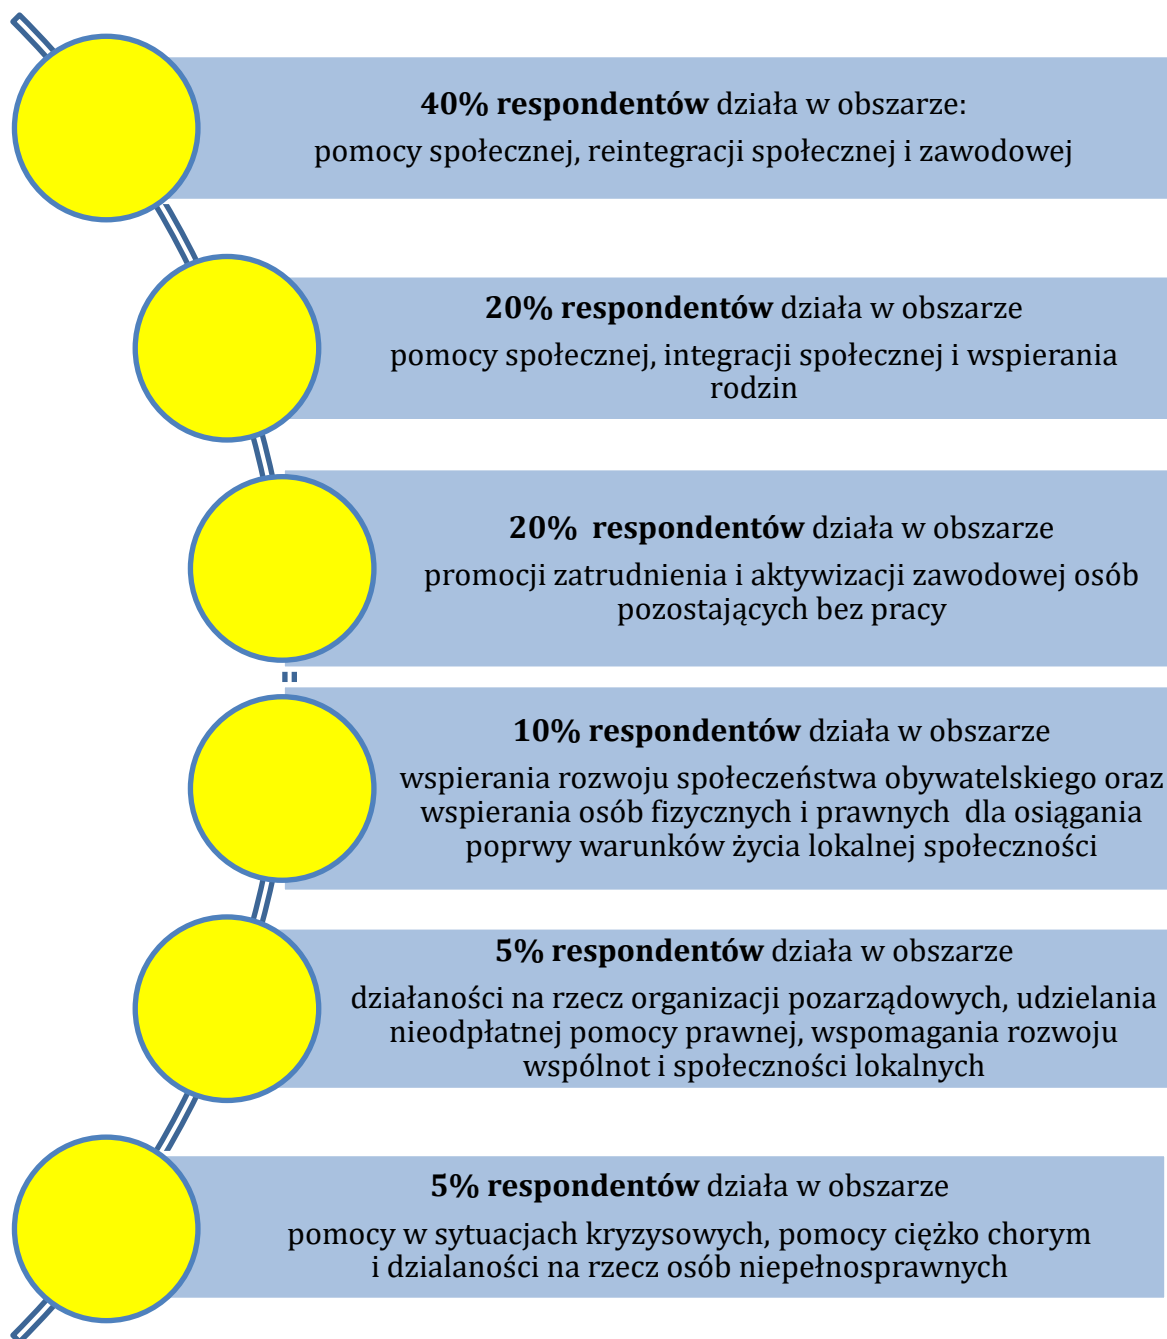 40% respondentów działa w obszarze:
pomocy społecznej, reintegracji społecznej i zawodowej
20% respondentów działa w obszarze
pomocy społecznej, integracji społecznej i wspierania
rodzin
20%  respondentów działa w obszarze
promocji zatrudnienia i aktywizacji zawodowej osób
pozostających bez pracy
10% respondentów działa w obszarze
wspierania rozwoju społeczeństwa obywatelskiego oraz
wspierania osób fizycznych i prawnych  dla osiągania
poprwy warunków życia lokalnej społeczności
5% respondentów działa w obszarze
działaności na rzecz organizacji pozarządowych, udzielania
nieodpłatnej pomocy prawnej, wspomagania rozwoju
wspólnot i społeczności lokalnych
5% respondentów działa w obszarze
pomocy w sytuacjach kryzysowych, pomocy ciężko chorym
i dzialaności na rzecz osób niepełnosprawnych